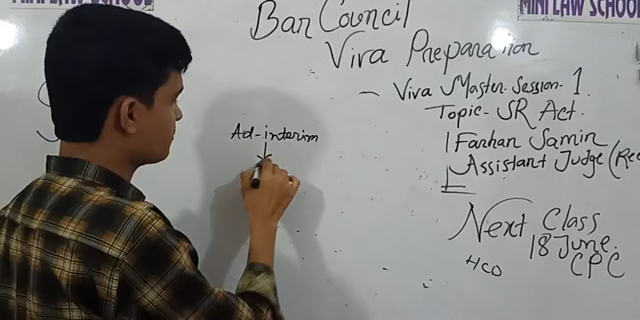 MINI LAW SCHOOL
MINI LAW SCHOOL
Bar Council
Viva Preparation
- Viva Master Session - 1
Topic - SR Act
Farhan Samin
Assistant Judge (Rec
Ad-interim
Next Class
18 June
CPC